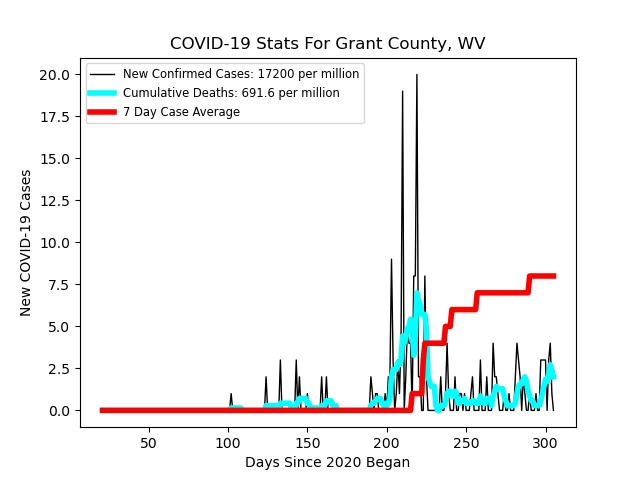 COVID-19 Stats For Grant County, WV
New Confirmed Cases: 17200 per million
Cumulative Deaths: 691.6 per million
7 Day Case Average
New COVID-19 Cases
20.0
17.5
15.0
12.5
10.0
7.5
5.0
2.5
0.0
50 100 150 200 250 300
Days Since 2020 Began